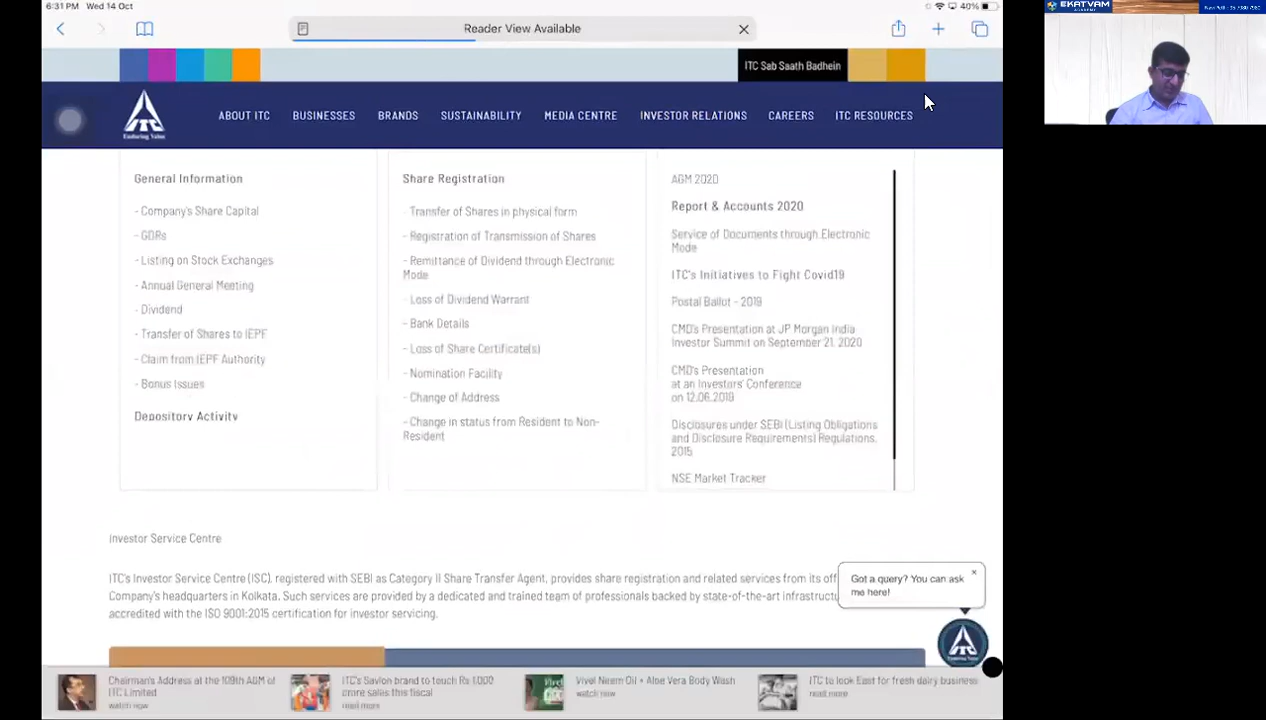 6:31 PM Wed 14 Oct
40%
Reader View Available
EKATVAM
ACADEMY
ITC Sab Saath Badhein
ITC
Enduring Value
ABOUT ITC
BUSINESSES
BRANDS
SUSTAINABILITY
MEDIA CENTRE
INVESTOR RELATIONS
CAREERS
ITC RESOURCES
General Information
- Company's Share Capital
- GDRs
- Listing on Stock Exchanges
- Annual General Meeting
- Dividend
- Transfer of Shares to IEPF
- Claim from IEPF Authority
- Bonus Issues
Depository Activity
Share Registration
- Transfer of Shares in physical form
- Registration of Transmission of Shares
- Remittance of Dividend through Electronic
Mode
- Loss of Dividend Warrant
- Bank Details
- Loss of Share Certificate(s)
- Nomination Facility
- Change of Address
- Change in status from Resident to Non-
Resident
AGM 2020
Report & Accounts 2020
Service of Documents through Electronic
Mode
ITC's Initiatives to Fight Covid19
Postal Ballot - 2019
CMD's Presentation at JP Morgan India
Investor Summit on September 21, 2020
CMD's Presentation
at an Investors' Conference
on 12.06.2019
Disclosures under SEBI (Listing Obligations
and Disclosure Requirements) Regulations,
2015
NSE Market Tracker
Investor Service Centre
ITC's Investor Service Centre (ISC), registered with SEBI as Category II Share Transfer Agent, provides share registration and related services from its off
Company's headquarters in Kolkata. Such services are provided by a dedicated and trained team of professionals backed by state-of-the-art infrastructu
accredited with the ISO 9001:2015 certification for investor servicing.
Got a query? You can ask
me here!
Chairman's Address at the 109th AGM of
ITC Limited
watch now
ITC's Savlon brand to touch Rs 1,000
crore sales this fiscal
read more
Vivel Neem Oil + Aloe Vera Body Wash
watch now
ITC to look East for fresh dairy business
read more